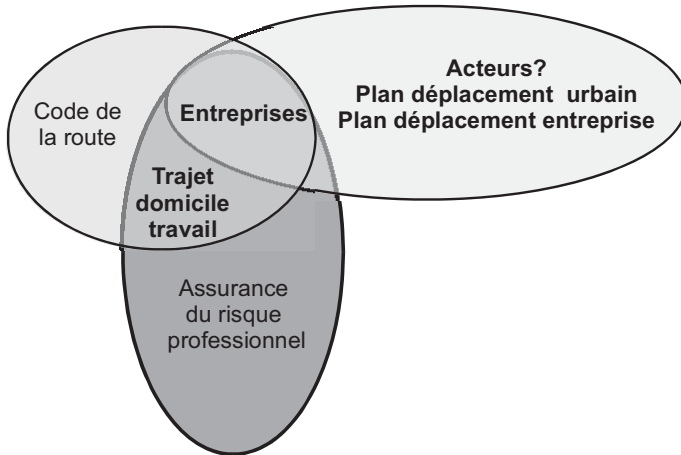 Acteurs?
Plan déplacement urbain
Plan déplacement entreprise
Code de
la route
Entreprises
Trajet
domicile
travail
Assurance
du risque
professionnel